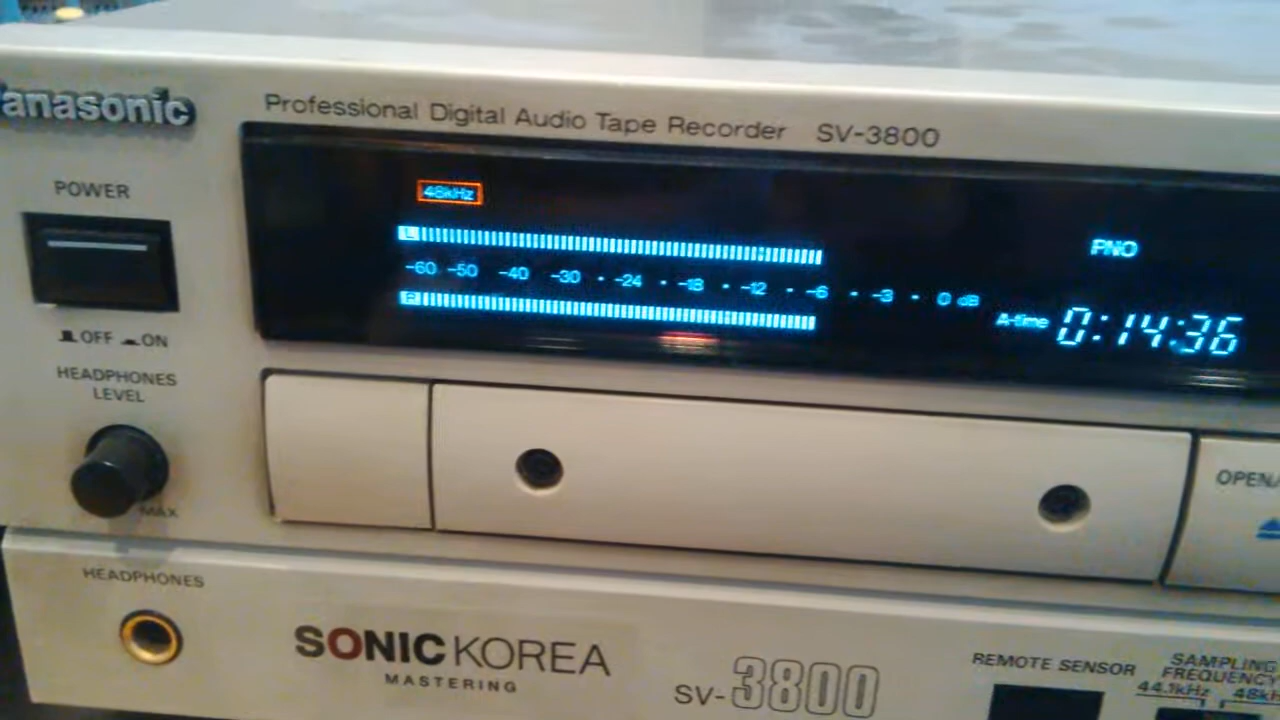 Panasonic
Professional Digital Audio Tape Recorder SV-3800
POWER
48kHz
L
PNO
-60 -50 -40 -30 · -24 · -18 · -12 · -6 · -3 · 0 dB
R
A-time 0:14:36
OFF ON
HEADPHONES
LEVEL
MAX
OPEN/
HEADPHONES
SONIC KOREA
MASTERING
SV-3800
REMOTE SENSOR
SAMPLING
FREQUENCY
44.1kHz 48kH